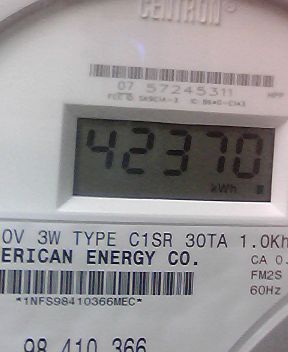 CENTRON®
07 57245311
42370
kWh
0V 3W TYPE C1SR 30TA 1.0Kh
ERICAN ENERGY CO.
CA 0.
FM2S
*1NFS98410366MEC*
60Hz
98 410 366